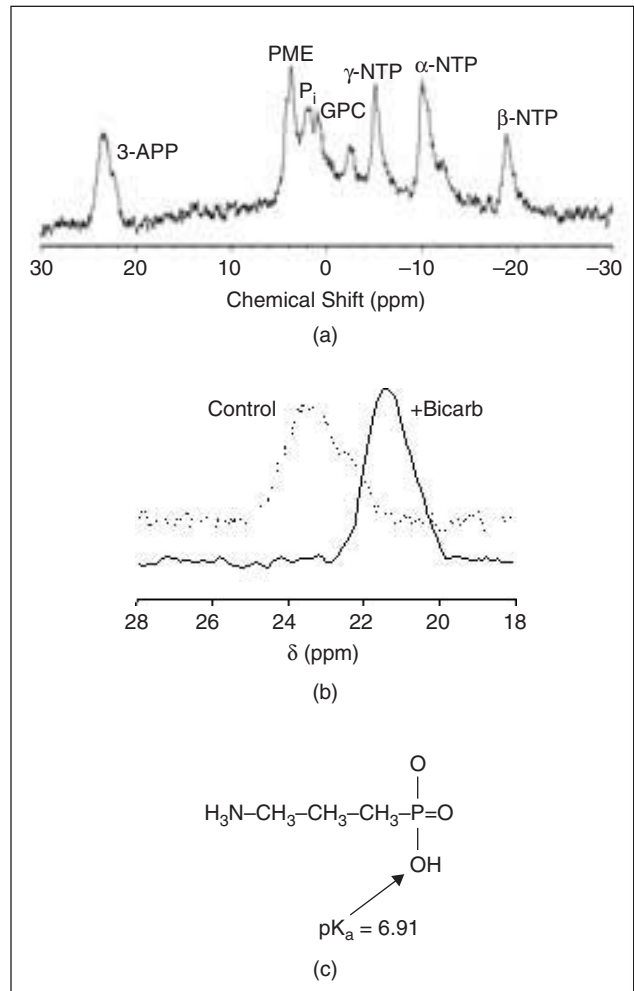 PME
P_i
GPC
γ-NTP
α-NTP
β-NTP
3-APP
30 20 10 0 –10 –20 –30
Chemical Shift (ppm)
(a)
Control
+Bicarb
28 26 24 22 20 18
δ (ppm)
(b)
O
H₃N–CH₃–CH₃–CH₃–P=O
OH
pKₐ = 6.91
(c)